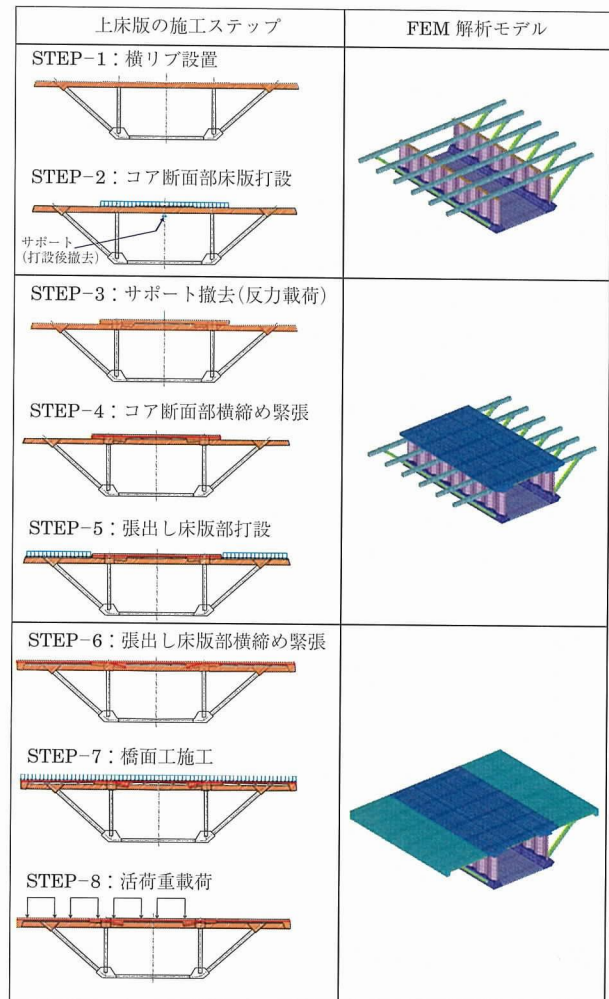 上床版の施工ステップ
FEM 解析モデル
STEP-1：横リブ設置
STEP-2：コア断面部床版打設
サポート
(打設後撤去)
STEP-3：サポート撤去(反力載荷)
STEP-4：コア断面部横締め緊張
STEP-5：張出し床版部打設
STEP-6：張出し床版部横締め緊張
STEP-7：橋面工施工
STEP-8：活荷重載荷